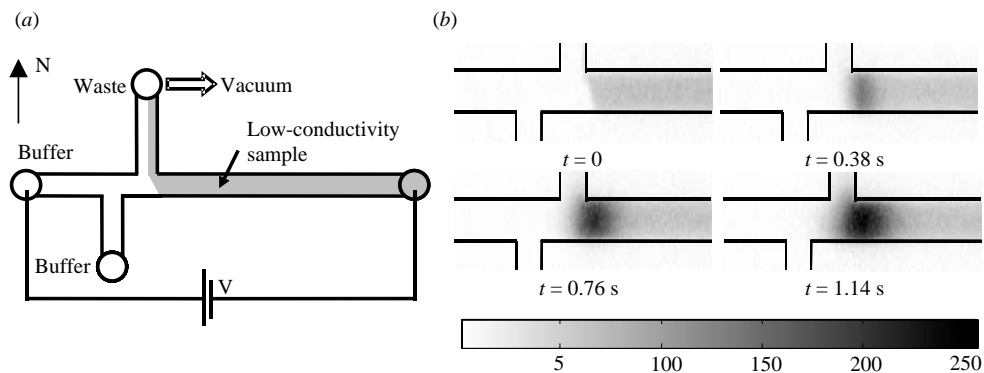 (a)
N
Waste
Vacuum
Low-conductivity
sample
Buffer
Buffer
V
(b)
t = 0
t = 0.38 s
t = 0.76 s
t = 1.14 s
5
100
150
200
250